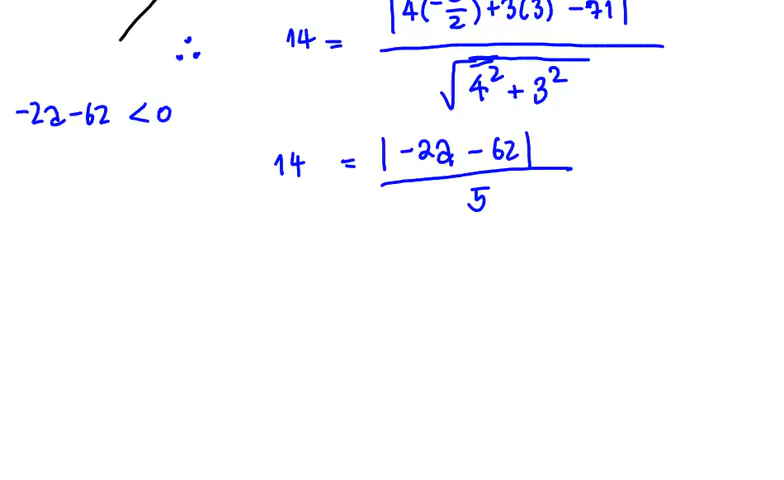 ∴ 14 = |4(-a/2)+3(3) -71| / √(4² + 3²)
-2a-62 < 0
14 = |-2a - 62| / 5